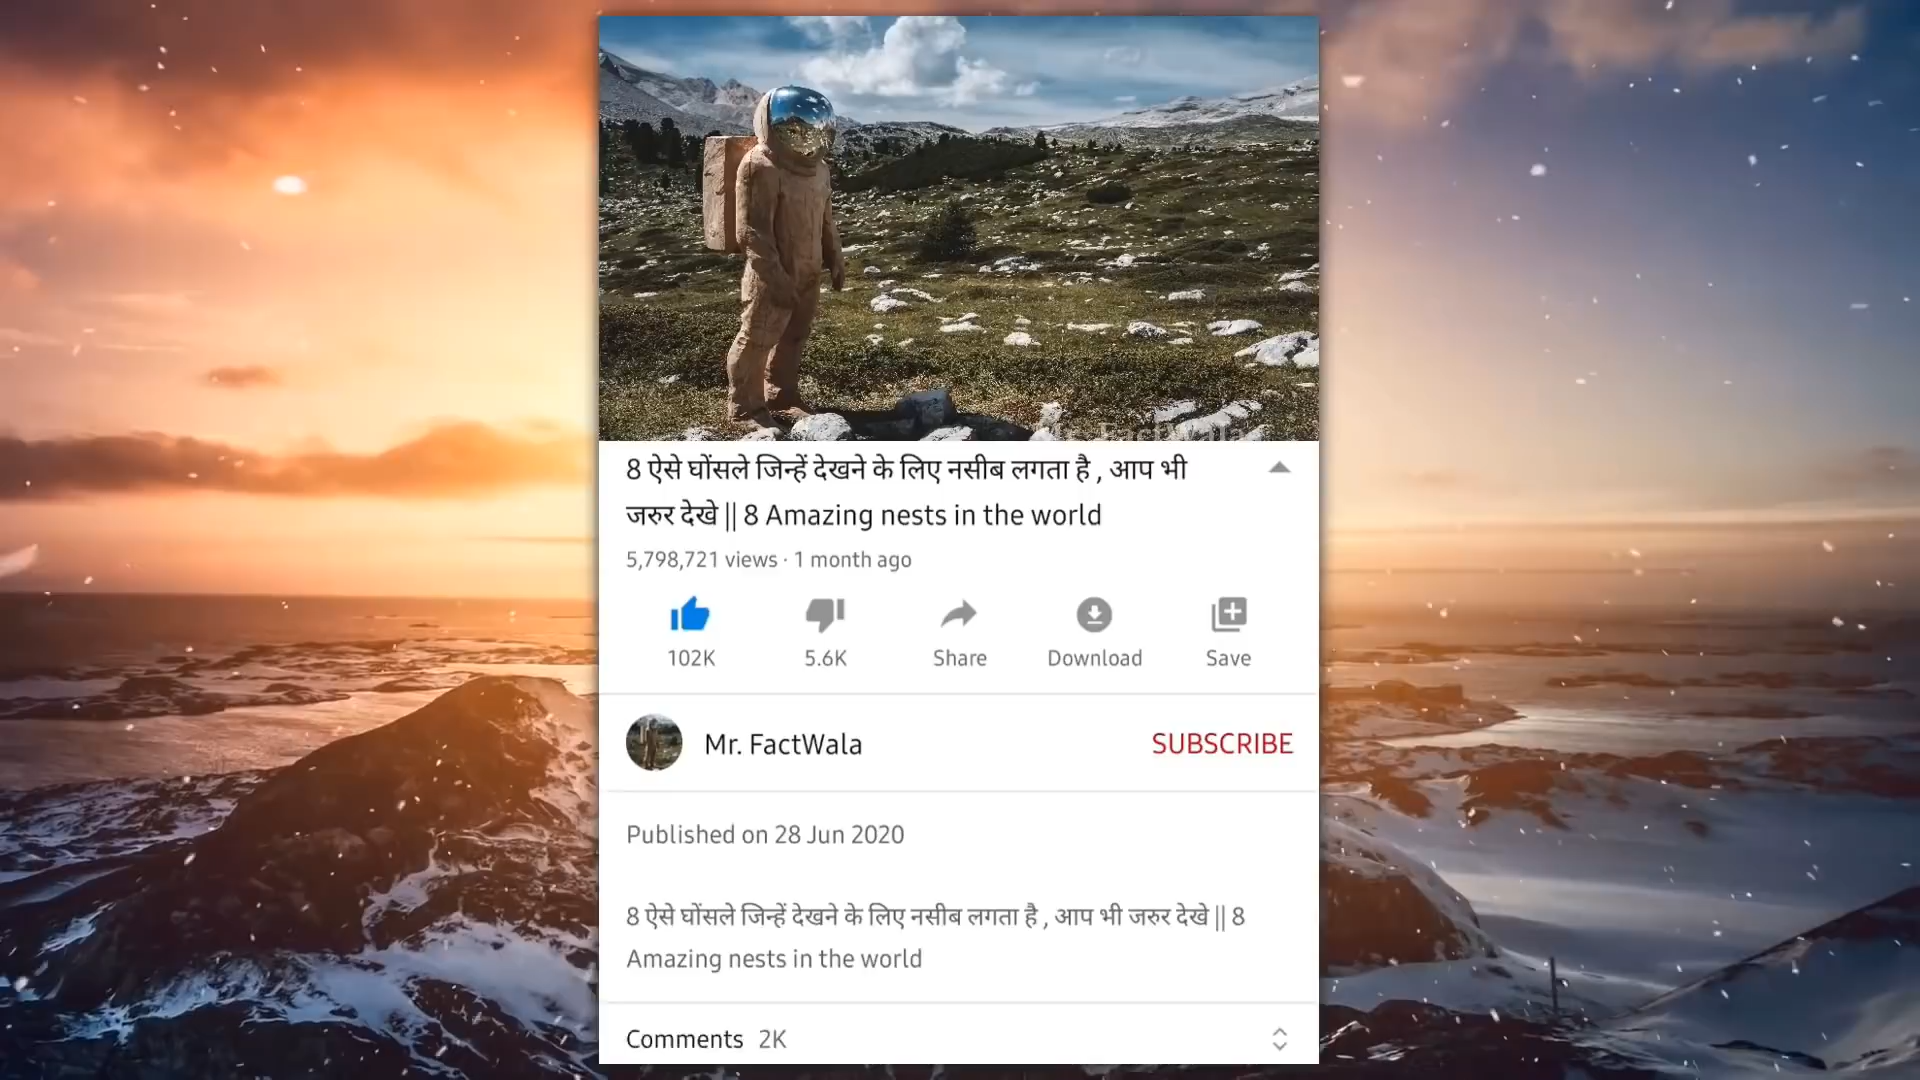 Mr. FactWala
8 ऐसे घोंसले जिन्हें देखने के लिए नसीब लगता है , आप भी
जरुर देखे || 8 Amazing nests in the world
5,798,721 views · 1 month ago
102K 5.6K Share Download Save
Mr. FactWala SUBSCRIBE
Published on 28 Jun 2020
8 ऐसे घोंसले जिन्हें देखने के लिए नसीब लगता है , आप भी जरुर देखे || 8
Amazing nests in the world
Comments 2K